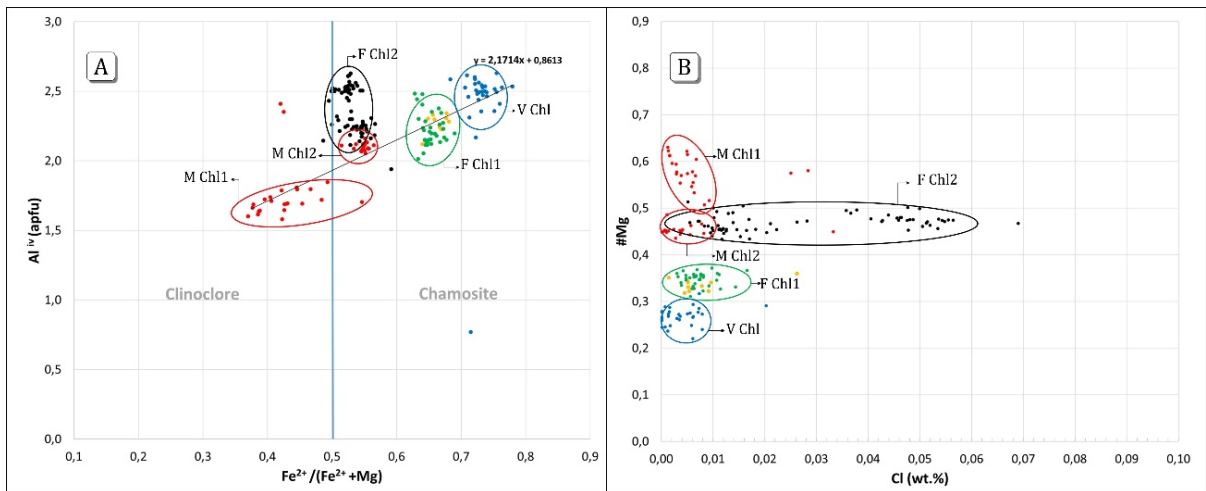 A
F Chl2
y = 2,1714x + 0,8613
V Chl
M Chl2
F Chl1
M Chl1
Clinoclore
Chamosite
3,0
2,5
2,0
1,5
1,0
0,5
0,0
Al iv (apfu)
0,1
0,2
0,3
0,4
0,5
0,6
0,7
0,8
0,9
Fe²⁺/(Fe²⁺ +Mg)
B
M Chl1
F Chl2
M Chl2
F Chl1
V Chl
0,9
0,8
0,7
0,6
0,5
0,4
0,3
0,2
0,1
0,0
#Mg
0,00
0,01
0,02
0,03
0,04
0,05
0,06
0,07
0,08
0,09
0,10
Cl (wt.%)